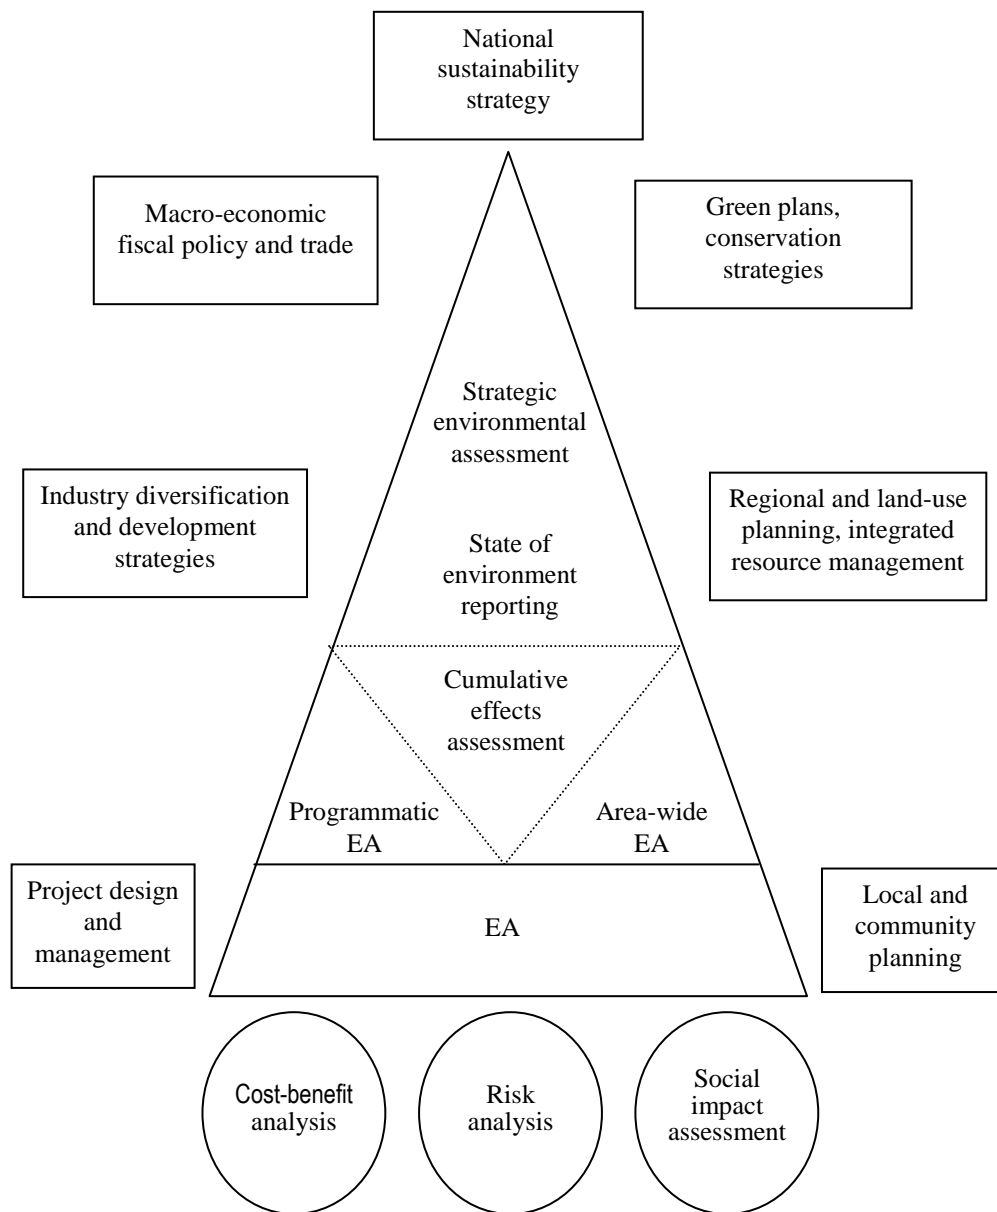 National
sustainability
strategy
Macro-economic
fiscal policy and trade
Green plans,
conservation
strategies
Strategic
environmental
assessment
Industry diversification
and development
strategies
Regional and land-use
planning, integrated
resource management
State of
environment
reporting
Cumulative
effects
assessment
Programmatic
EA
Area-wide
EA
Project design
and
management
EA
Local and
community
planning
Cost-benefit
analysis
Risk
analysis
Social
impact
assessment